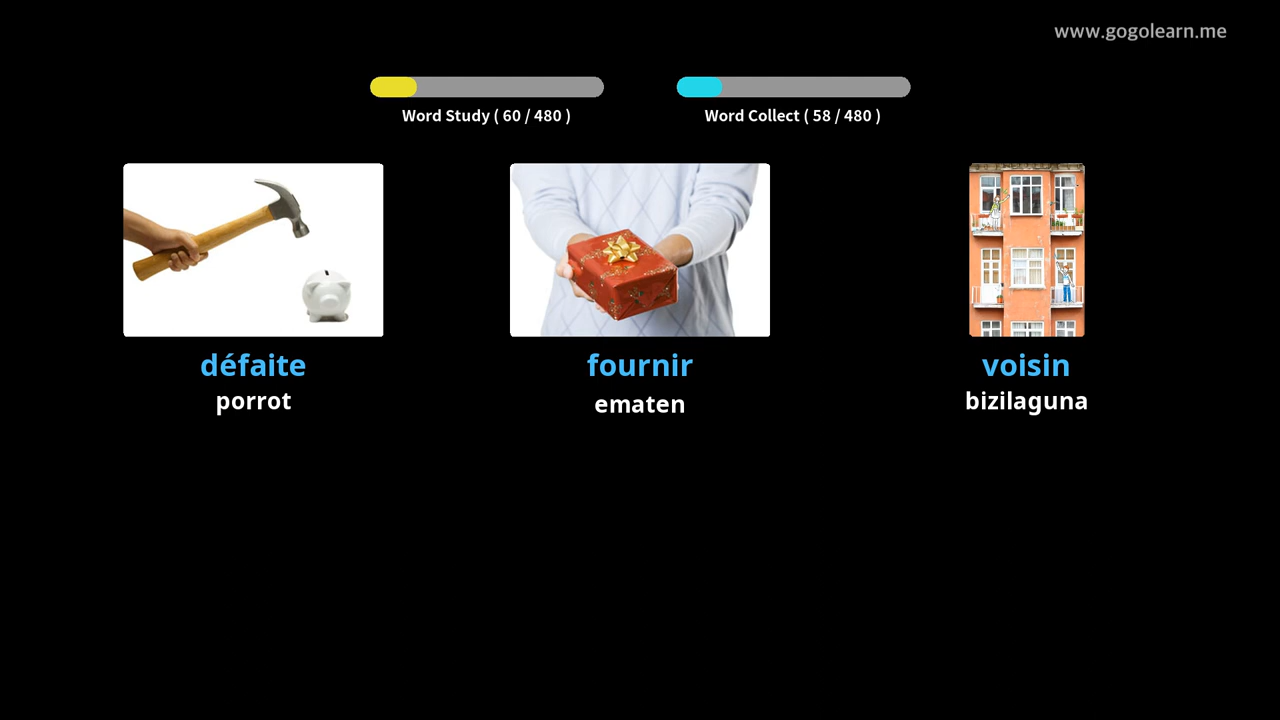 www.gogolearn.me
Word Study ( 60 / 480 )
Word Collect ( 58 / 480 )
défaite
porrot
fournir
ematen
voisin
bizilaguna